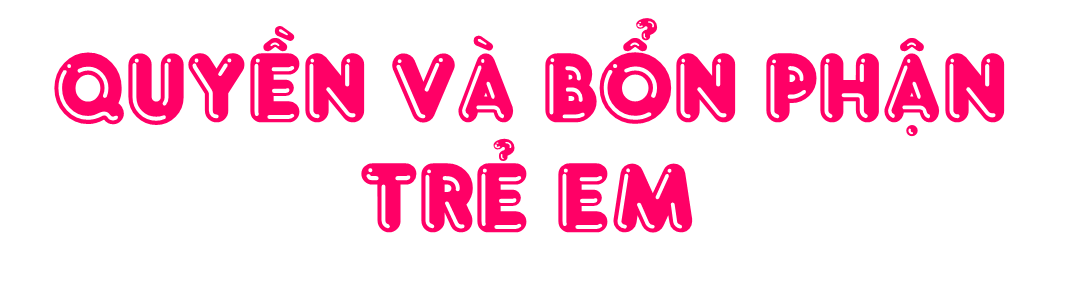 QUYỀN VÀ BỔN PHẬN
TRẺ EM